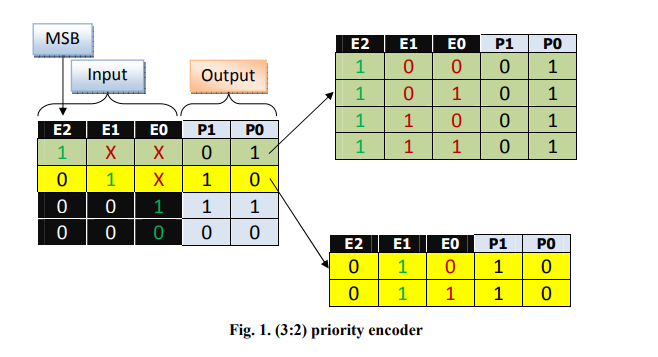 MSB
Input
Output
E2 E1 E0 P1 P0
1 X X 0 1
0 1 X 1 0
0 0 1 1 1
0 0 0 0 0
E2 E1 E0 P1 P0
1 0 0 0 1
1 0 1 0 1
1 1 0 0 1
1 1 1 0 1
E2 E1 E0 P1 P0
0 1 0 1 0
0 1 1 1 0
Fig. 1. (3:2) priority encoder